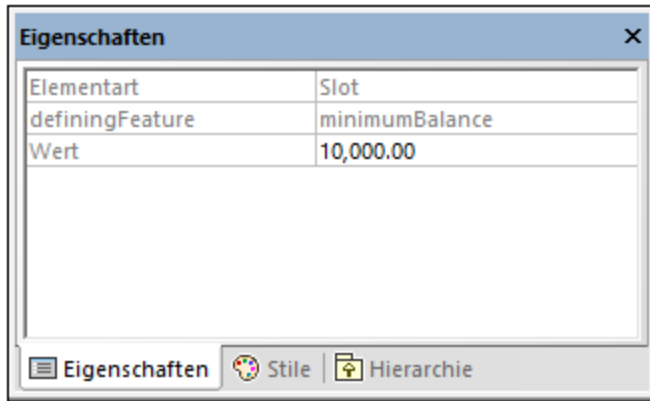 Eigenschaften
Elementart Slot
definingFeature minimumBalance
Wert 10,000.00
Eigenschaften Stile Hierarchie